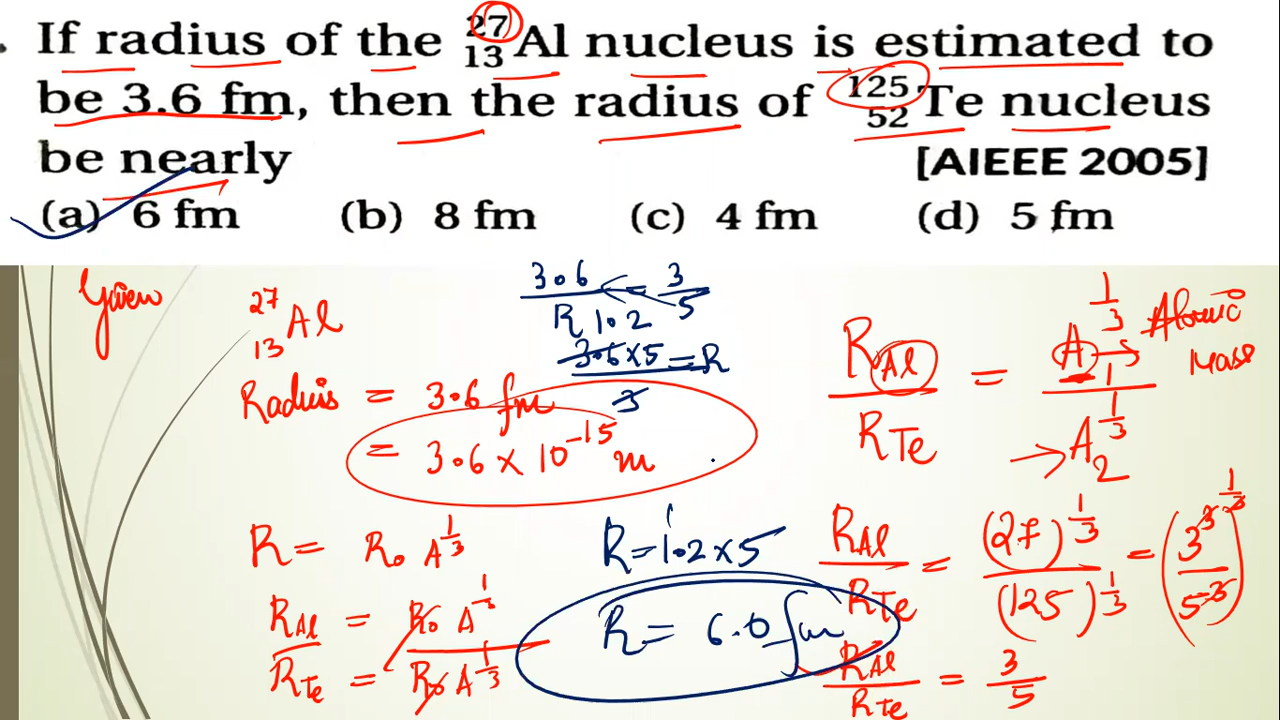 . If radius of the ²⁷₁₃Al nucleus is estimated to
be 3.6 fm, then the radius of ¹²⁵₅₂Te nucleus
be nearly [AIEEE 2005]
(a) 6 fm (b) 8 fm (c) 4 fm (d) 5 fm
Given
²⁷₁₃Al
Radius = 3.6 fm
= 3.6 × 10⁻¹⁵ m
R = R₀ A^1/3
R_Al / R_Te = R₀ A^1/3 / R₀ A^1/3
3.6 / R = 3 / 5
1.2
3.6 × 5 / 3 = R
R = 1.2 × 5
R = 6.0 fm
R_Al / R_Te = A^1/3 / A₂^1/3
Atomic
Mass
R_Al / R_Te = (27)^1/3 / (125)^1/3 = (3³ / 5³)^1/3
R_Al / R_Te = 3 / 5